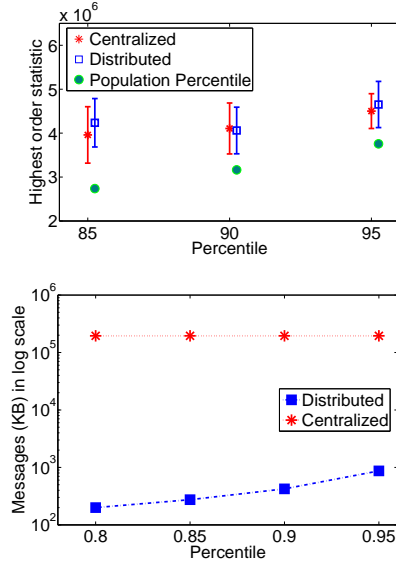 x 10^6
6
5
4
3
2
Highest order statistic
Centralized
Distributed
Population Percentile
85
90
95
Percentile
10^6
10^5
10^4
10^3
10^2
Messages (KB) in log scale
Distributed
Centralized
0.8
0.85
0.9
0.95
Percentile